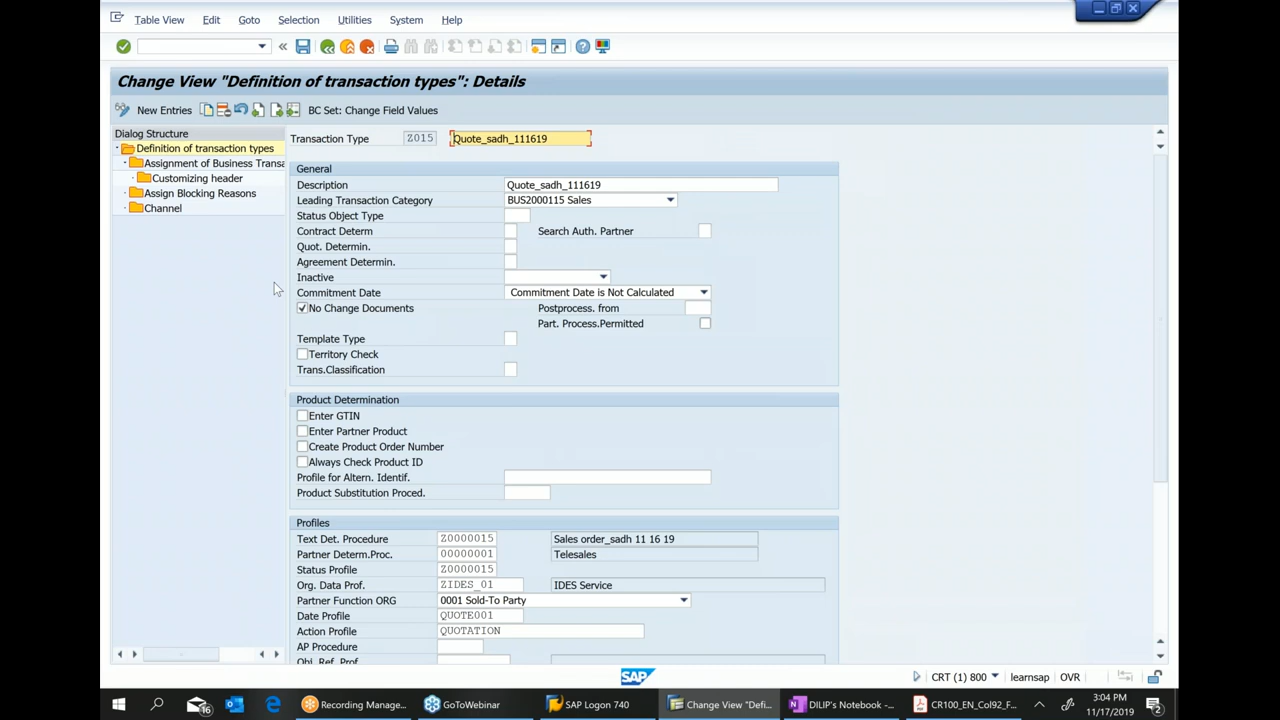 Table View Edit Goto Selection Utilities System Help
Change View "Definition of transaction types": Details
New Entries BC Set: Change Field Values
Dialog Structure
Definition of transaction types
Assignment of Business Transa
Customizing header
Assign Blocking Reasons
Channel
Transaction Type Z015 Quote_sadh_111619
General
Description Quote_sadh_111619
Leading Transaction Category BUS2000115 Sales
Status Object Type
Contract Determ Search Auth. Partner
Quot. Determin.
Agreement Determin.
Inactive
Commitment Date Commitment Date is Not Calculated
No Change Documents Postprocess. from
Part. Process.Permitted
Template Type
Territory Check
Trans.Classification
Product Determination
Enter GTIN
Enter Partner Product
Create Product Order Number
Always Check Product ID
Profile for Altern. Identif.
Product Substitution Proced.
Profiles
Text Det. Procedure Z0000015 Sales order_sadh 11 16 19
Partner Determ.Proc. 00000001 Telesales
Status Profile Z0000015
Org. Data Prof. ZIDES_01 IDES Service
Partner Function ORG 0001 Sold-To Party
Date Profile QUOTE001
Action Profile QUOTATION
AP Procedure
Obj. Ref. Prof.
SAP CRT (1) 800 learnsap OVR
Recording Manage... GoToWebinar SAP Logon 740 Change View "Defi... DILIP's Notebook -... CR100_EN_Col92_F...
3:04 PM
11/17/2019